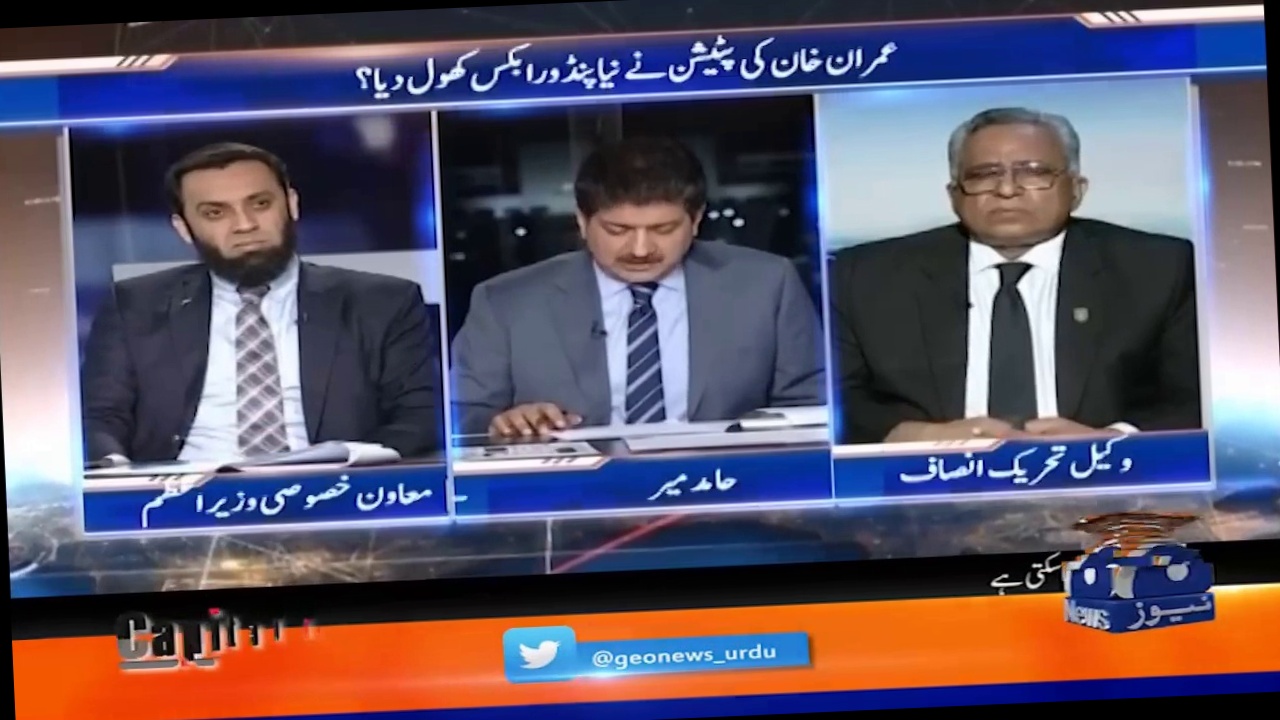 عمران خان کی پٹیشن نے نیا پنڈورا بکس کھول دیا؟
وکیل تحریک انصاف
حامد میر
معاون خصوصی وزیر اعظم
سکتی ہے
News نیوز
@geonews_urdu